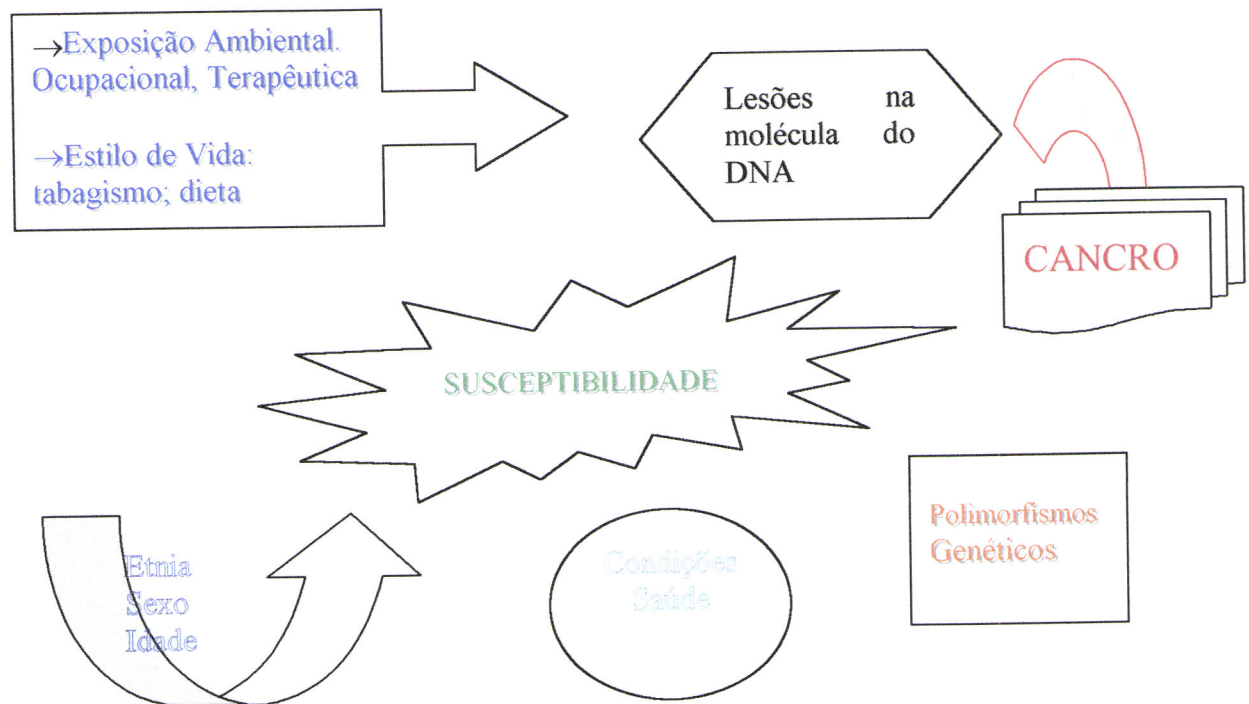 →Exposição Ambiental.
Ocupacional, Terapêutica
→Estilo de Vida:
tabagismo; dieta
Lesões na
molécula do
DNA
CANCRO
SUSCEPTIBILIDADE
Etnia
Sexo
Idade
Condições
Saúde
Polimorfismos
Genéticos